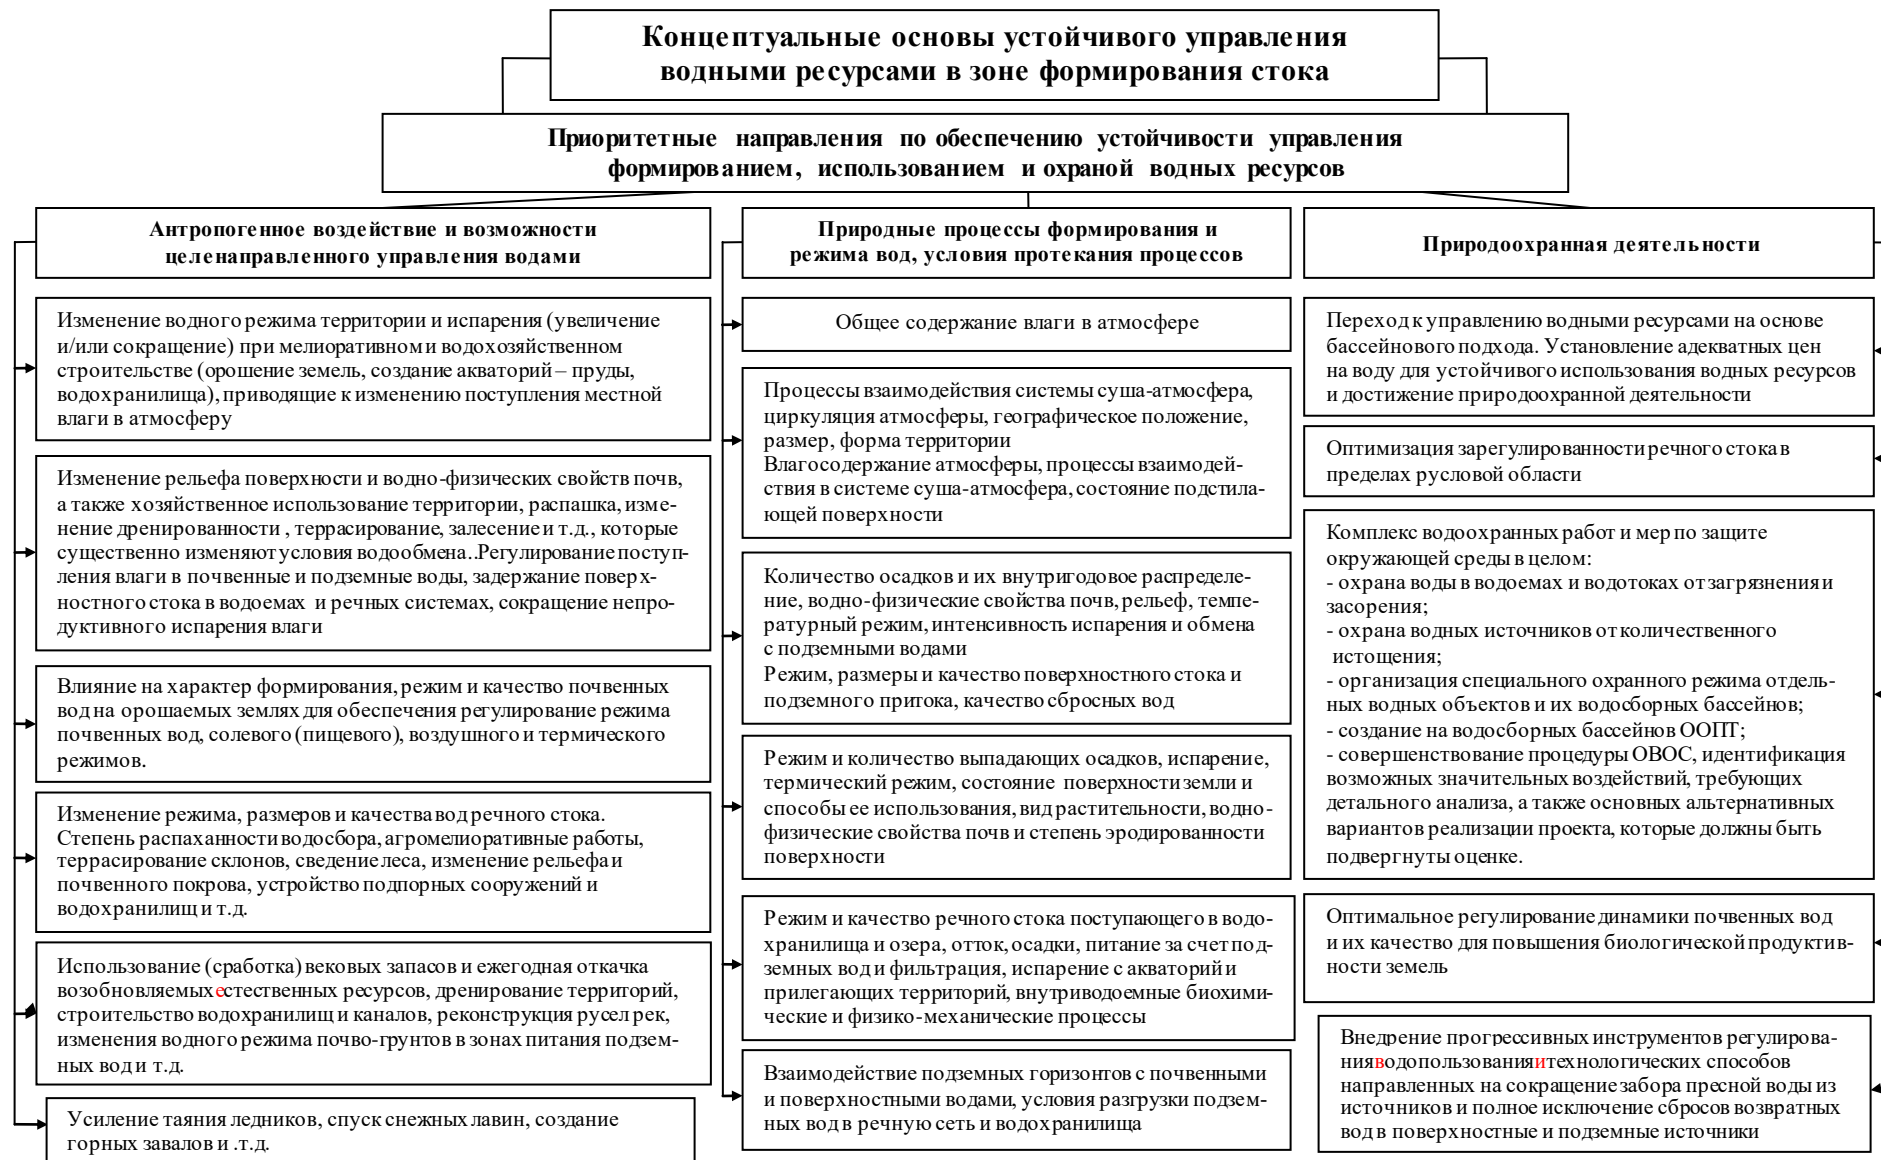 Концептуальные основы устойчивого управления
водными ресурсами в зоне формирования стока
Приоритетные направления по обеспечению устойчивости управления
формированием, использованием и охраной водных ресурсов
Антропогенное воздействие и возможности
целенаправленного управления водами
Изменение водного режима территории и испарения (увеличение
и/или сокращение) при мелиоративном и водохозяйственном
строительстве (орошение земель, создание акваторий – пруды,
водохранилища), приводящие к изменению поступления местной
влаги в атмосферу
Изменение рельефа поверхности и водно-физических свойств почв,
а также хозяйственное использование территории, распашка, изме-
нение дренированности , террасирование, залесение и т.д., которые
существенно изменяют условия водообмена..Регулирование поступ-
ления влаги в почвенные и подземные воды, задержание поверх-
ностного стока в водоемах и речных системах, сокращение непро-
дуктивного испарения влаги
Влияние на характер формирования, режим и качество почвенных
вод на орошаемых землях для обеспечения регулирование режима
почвенных вод, солевого (пищевого), воздушного и термического
режимов.
Изменение режима, размеров и качества вод речного стока.
Степень распаханности водосбора, агромелиоративные работы,
террасирование склонов, сведение леса, изменение рельефа и
почвенного покрова, устройство подпорных сооружений и
водохранилищ и т.д.
Использование (сработка) вековых запасов и ежегодная откачка
возобновляемых естественных ресурсов, дренирование территорий,
строительство водохранилищ и каналов, реконструкция русел рек,
изменения водного режима почво-грунтов в зонах питания подзем-
ных вод и т.д.
Усиление таяния ледников, спуск снежных лавин, создание
горных завалов и .т.д.
Природные процессы формирования и
режима вод, условия протекания процессов
Общее содержание влаги в атмосфере
Процессы взаимодействия системы суша-атмосфера,
циркуляция атмосферы, географическое положение,
размер, форма территории
Влагосодержание атмосферы, процессы взаимодей-
ствия в системе суша-атмосфера, состояние подстила-
ющей поверхности
Количество осадков и их внутригодовое распределе-
ние, водно-физические свойства почв, рельеф, темпе-
ратурный режим, интенсивность испарения и обмена
с подземными водами
Режим, размеры и качество поверхностного стока и
подземного притока, качество сбросных вод
Режим и количество выпадающих осадков, испарение,
термический режим, состояние поверхности земли и
способы ее использования, вид растительности, водно-
физические свойства почв и степень эродированности
поверхности
Режим и качество речного стока поступающего в водо-
хранилища и озера, отток, осадки, питание за счет под-
земных вод и фильтрация, испарение с акваторий и
прилегающих территорий, внутриводоемные биохими-
ческие и физико-механические процессы
Взаимодействие подземных горизонтов с почвенными
и поверхностными водами, условия разгрузки подзем-
ных вод в речную сеть и водохранилища
Природоохранная деятельности
Переход к управлению водными ресурсами на основе
бассейнового подхода. Установление адекватных цен
на воду для устойчивого использования водных ресурсов
и достижение природоохранной деятельности
Оптимизация зарегулированности речного стока в
пределах русловой области
Комплекс водоохранных работ и мер по защите
окружающей среды в целом:
- охрана воды в водоемах и водотоках от загрязнения и
засорения;
- охрана водных источников от количественного
истощения;
- организация специального охранного режима отдель-
ных водных объектов и их водосборных бассейнов;
- создание на водосборных бассейнов ООПТ;
- совершенствование процедуры ОВОС, идентификация
возможных значительных воздействий, требующих
детального анализа, а также основных альтернативных
вариантов реализации проекта, которые должны быть
подвергнуты оценке.
Оптимальное регулирование динамики почвенных вод
и их качество для повышения биологической продуктив-
ности земель
Внедрение прогрессивных инструментов регулирова-
нияводопользованияитехнологических способов
направленных на сокращение забора пресной воды из
источников и полное исключение сбросов возвратных
вод в поверхностные и подземные источники